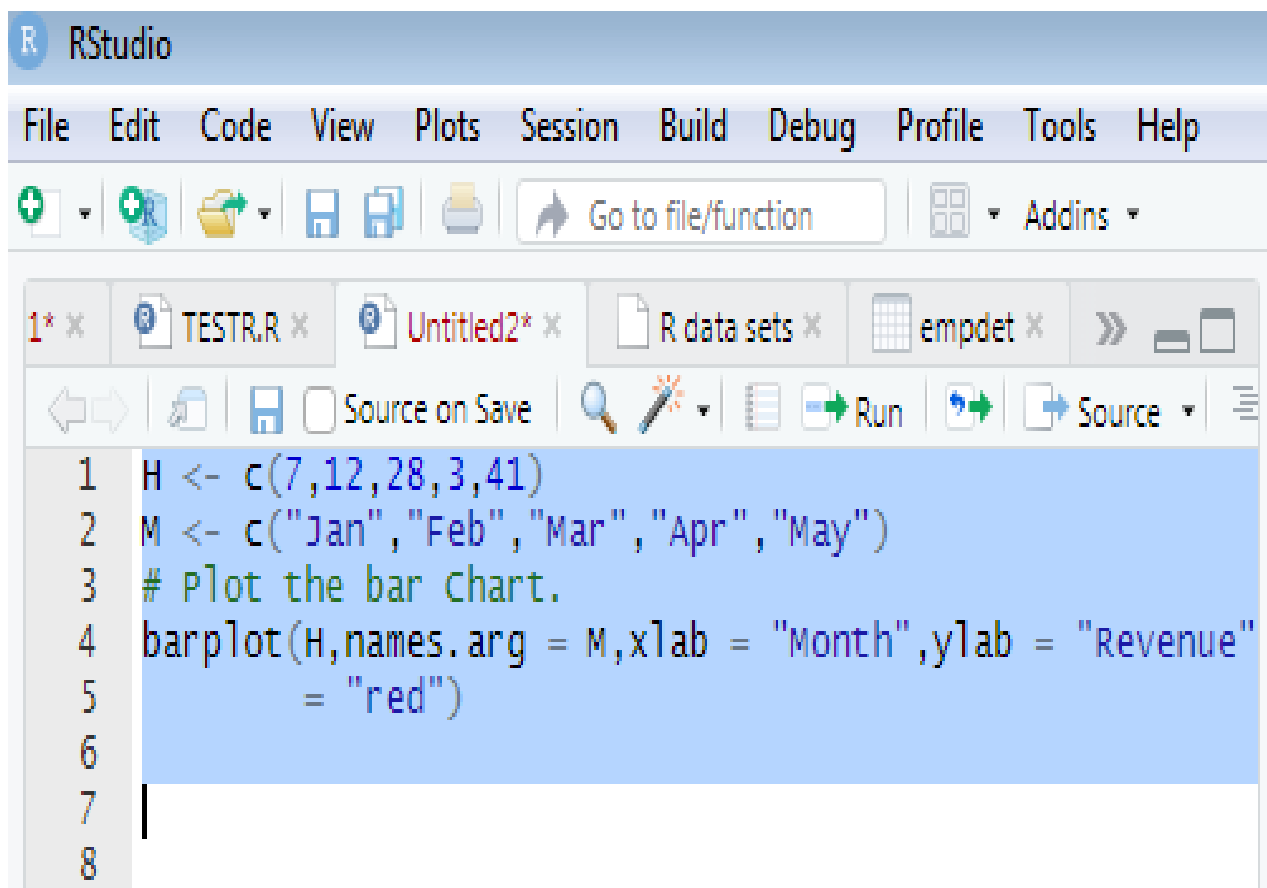 RStudio
File Edit Code View Plots Session Build Debug Profile Tools Help
Go to file/function Addins
1* TESTR.R Untitled2* R data sets empdet
Source on Save Run Source
1 H <- c(7,12,28,3,41)
2 M <- c("Jan","Feb","Mar","Apr","May")
3 # Plot the bar Chart.
4 barplot(H,names.arg = M,xlab = "Month",ylab = "Revenue"
5 = "red")
6
7
8